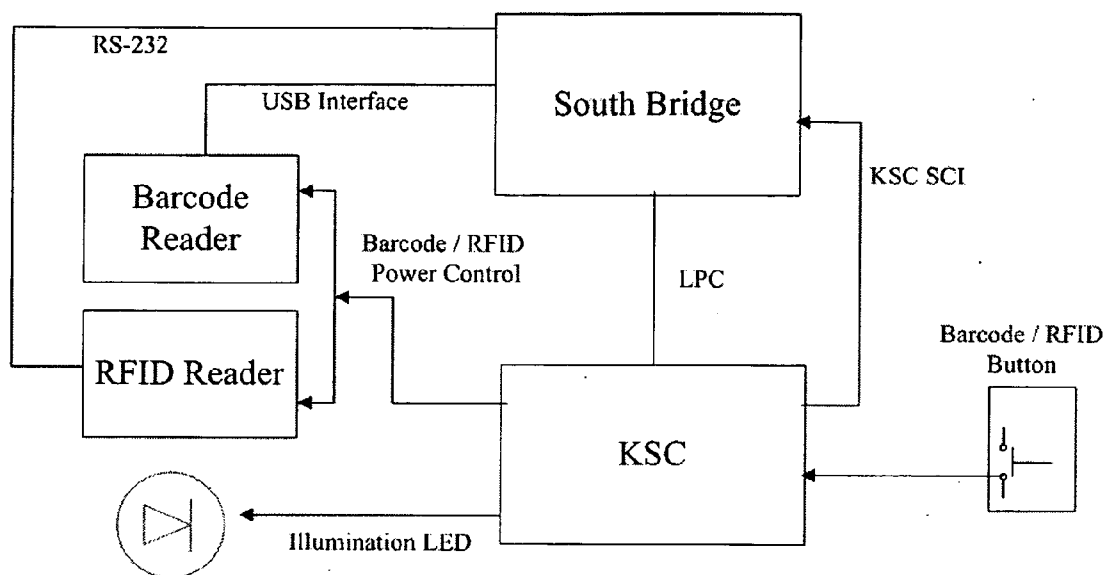 RS-232
USB Interface
South Bridge
KSC SCI
Barcode
Reader
Barcode / RFID
Power Control
LPC
Barcode / RFID
Button
RFID Reader
KSC
Illumination LED